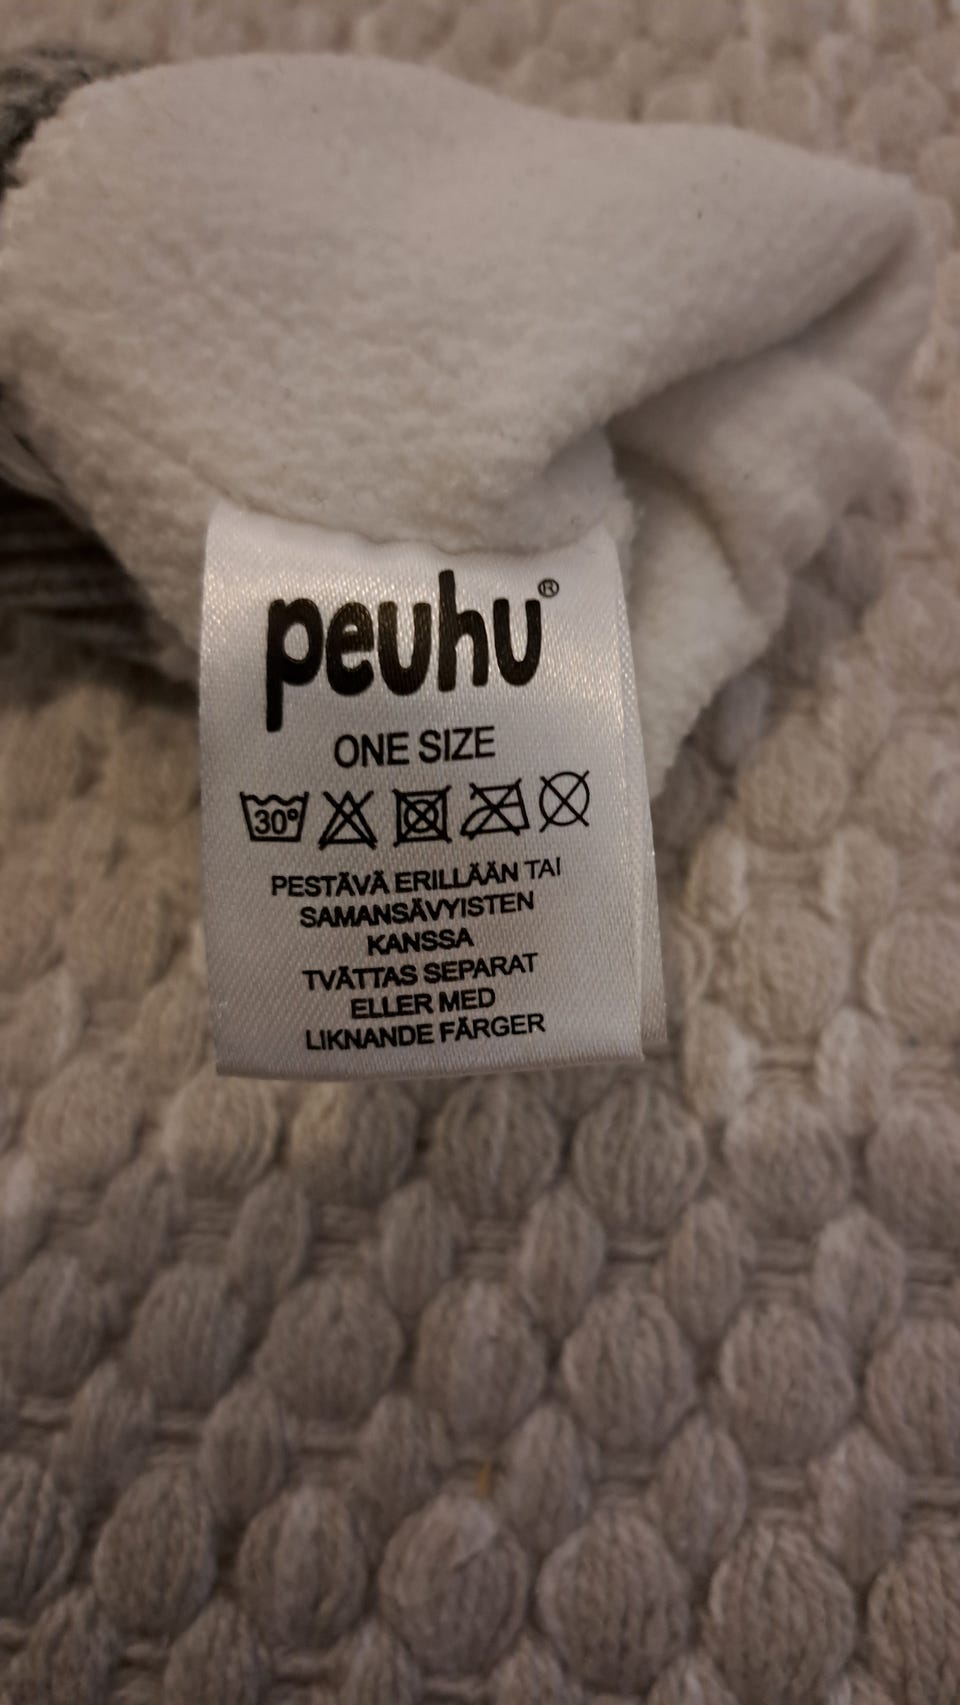 peuhu®
ONE SIZE
30°
PESTÄVÄ ERILLÄÄN TAI
SAMANSÄVYISTEN
KANSSA
TVÄTTAS SEPARAT
ELLER MED
LIKNANDE FÄRGER